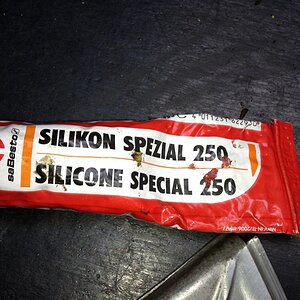 saBesto
SILIKON SPEZIAL 250
SILICONE SPECIAL 250